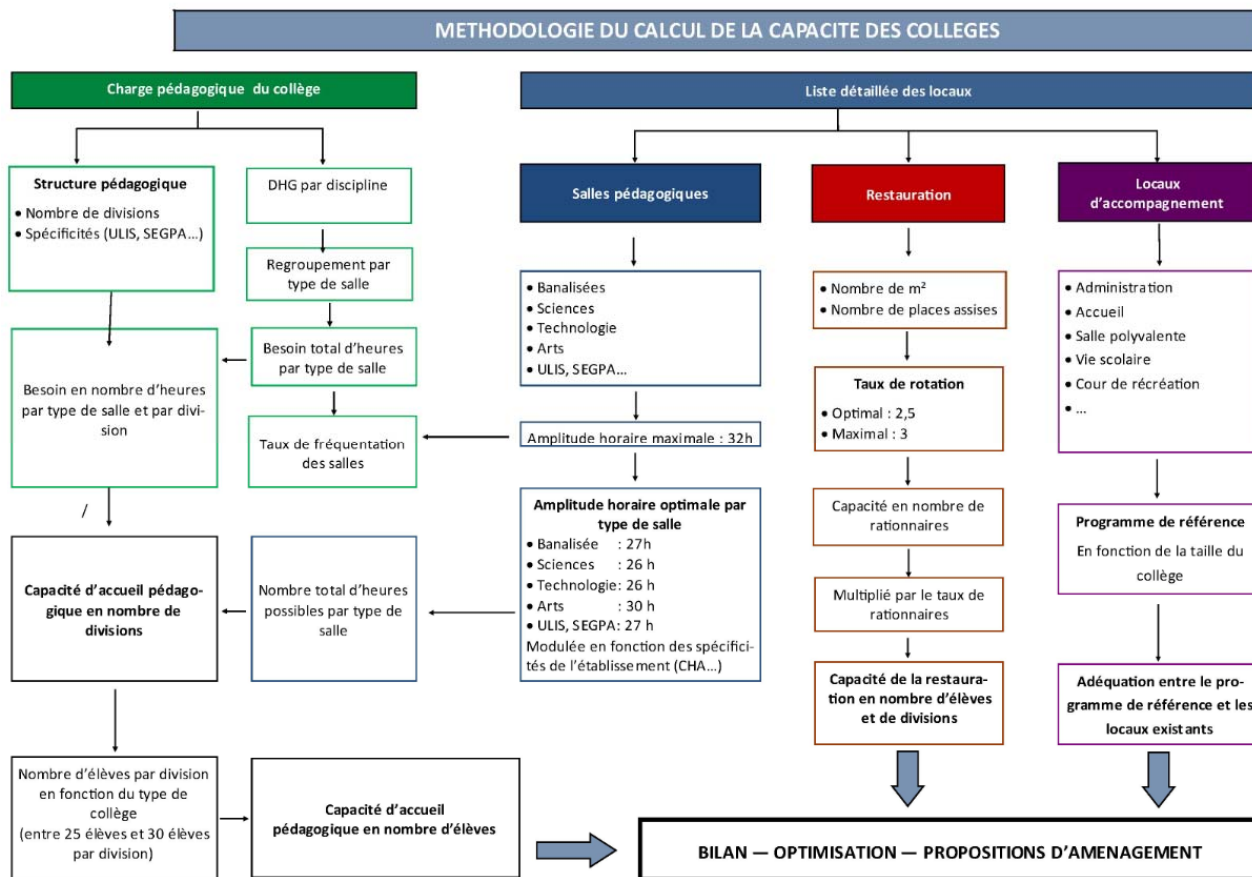 METHODOLOGIE DU CALCUL DE LA CAPACITE DES COLLEGES
Charge pédagogique du collège
Liste détaillée des locaux
Structure pédagogique
• Nombre de divisions
• Spécificités (ULIS, SEGPA...)
DHG par discipline
Regroupement par
type de salle
Besoin total d'heures
par type de salle
Besoin en nombre d'heures
par type de salle et par divi-
sion
Taux de fréquentation
des salles
/
Capacité d'accueil pédago-
gique en nombre de
divisions
Nombre total d'heures
possibles par type de
salle
Nombre d'élèves par division
en fonction du type de
collège
(entre 25 élèves et 30 élèves
par division)
Capacité d'accueil
pédagogique en nombre d'élèves
Salles pédagogiques
• Banalisées
• Sciences
• Technologie
• Arts
• ULIS, SEGPA...
Amplitude horaire maximale : 32h
Amplitude horaire optimale par
type de salle
• Banalisée : 27h
• Sciences : 26 h
• Technologie: 26 h
• Arts : 30 h
• ULIS, SEGPA: 27 h
Modulée en fonction des spécifici-
tés de l'établissement (CHA...)
Restauration
• Nombre de m²
• Nombre de places assises
Taux de rotation
• Optimal : 2,5
• Maximal : 3
Capacité en nombre de
rationnaires
Multiplié par le taux de
rationnaires
Capacité de la restaura-
tion en nombre d'élèves
et de divisions
Locaux
d'accompagnement
• Administration
• Accueil
• Salle polyvalente
• Vie scolaire
• Cour de récréation
• ...
Programme de référence
En fonction de la taille du
collège
Adéquation entre le pro-
gramme de référence et les
locaux existants
BILAN — OPTIMISATION — PROPOSITIONS D'AMENAGEMENT